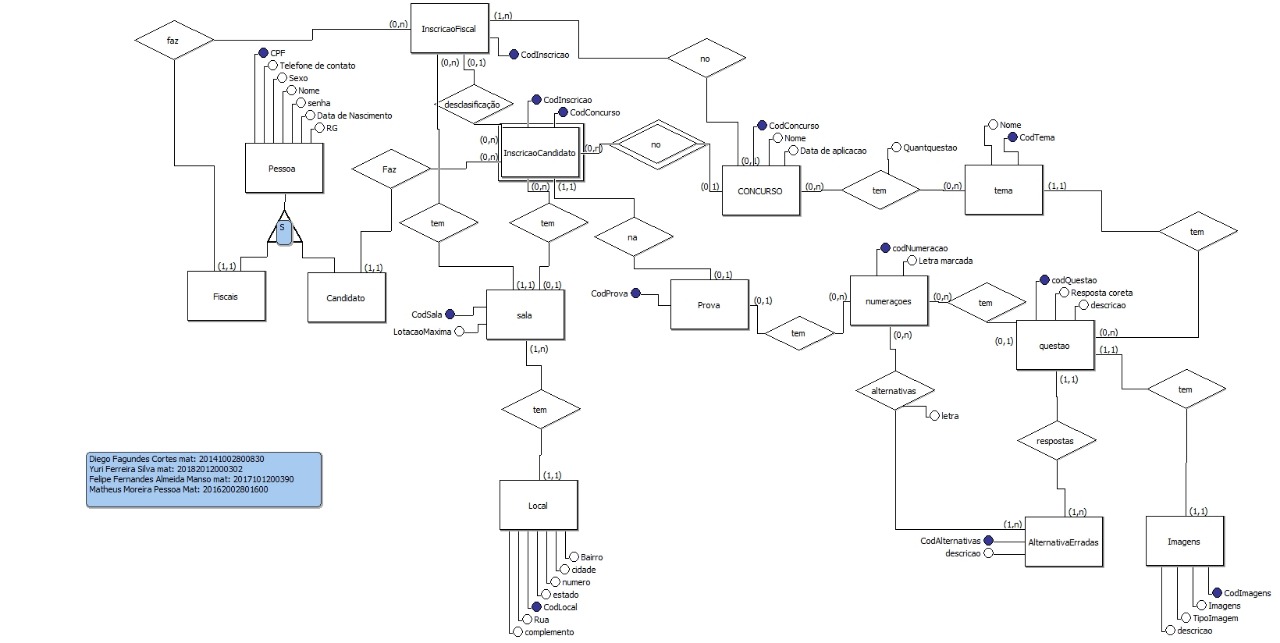 InscricaoFiscal
(0,n)
(1,n)
faz
no
CPF
CodInscricao
Telefone de contato
(0,n)
(0,1)
Sexo
Nome
senha
desclasificação
CodInscricao
Data de Nascimento
CodConcurso
RG
CodConcurso
Nome
Nome
CodTema
(0,n)
InscricaoCandidato
(0,n)
no
(0,1)
Data de aplicacao
Quantquestao
(0,n)
Pessoa
Faz
(0,n)
(1,1)
(0,1)
CONCURSO
(0,n)
tem
(0,n)
tema
(1,1)
tem
tem
na
tem
S
codNumeracao
Letra marcada
(1,1)
(1,1)
(0,1)
Fiscais
Candidato
(1,1)
(0,1)
CodProva
Prova
(0,1)
(0,n)
numeraçoes
(0,n)
tem
codQuestao
Resposta coreta
descricao
CodSala
sala
LotacaoMaxima
tem
(0,n)
(0,1)
questao
(0,n)
(1,1)
(1,n)
(1,1)
alternativas
tem
letra
tem
respostas
Diego Fagundes Cortes mat: 20141002800830
Yuri Ferreira Silva mat: 20182012000302
Felipe Fernandes Almeida Manso mat: 2017101200390
Matheus Moreira Pessoa Mat: 20162002801600
(1,1)
Local
(1,n)
(1,n)
(1,1)
CodAlternativas
descricao
AlternativaErradas
Imagens
Bairro
cidade
numero
estado
CodLocal
Rua
complemento
CodImagens
Imagens
TipoImagem
descricao